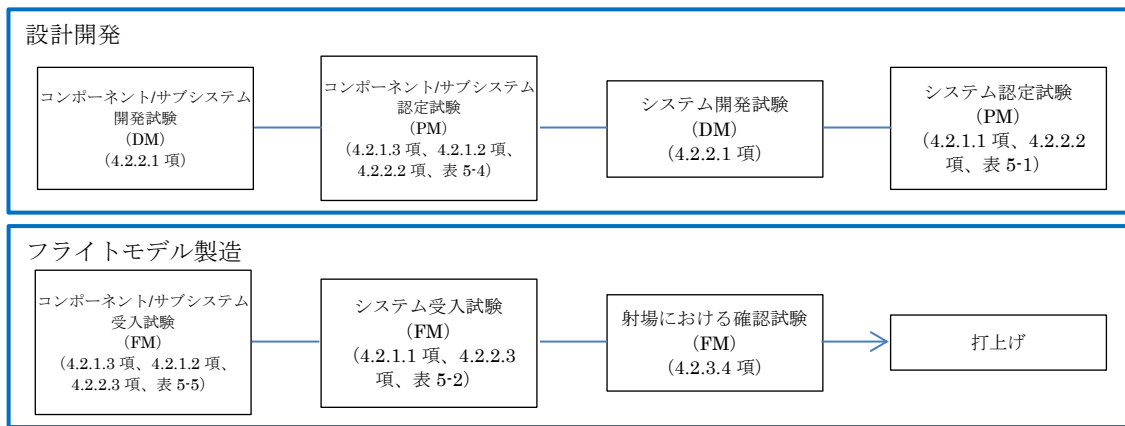 設計開発
コンポーネント/サブシステム
開発試験
（DM）
（4.2.2.1 項）
コンポーネント/サブシステム
認定試験
（PM）
（4.2.1.3 項、4.2.1.2 項、
4.2.2.2 項、表 5-4）
システム開発試験
（DM）
（4.2.2.1 項）
システム認定試験
（PM）
（4.2.1.1 項、4.2.2.2
項、表 5-1）
フライトモデル製造
コンポーネント/サブシステム
受入試験
（FM）
（4.2.1.3 項、4.2.1.2 項、
4.2.2.3 項、表 5-5）
システム受入試験
（FM）
（4.2.1.1 項、4.2.2.3
項、表 5-2）
射場における確認試験
（FM）
（4.2.3.4 項）
打上げ